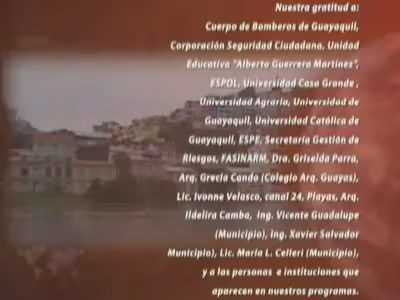 Nuestra gratitud a:
Cuerpo de Bomberos de Guayaquil,
Corporación Seguridad Ciudadana, Unidad
Educativa "Alberto Guerrero Martínez",
ESPOL, Universidad Casa Grande ,
Universidad Agraria, Universidad de
Guayaquil, Universidad Católica de
Guayaquil, ESPE, Secretaría Gestión de
Riesgos, FASINARM, Dra. Griselda Parra,
Arq. Grecia Cando (Colegio Arq. Guayas),
Lic. Ivonne Velasco, canal 24, Playas, Arq.
Ildelira Camba, Ing. Vicente Guadalupe
(Municipio), Ing. Xavier Salvador
Municipio), Lic. María L. Celleri (Municipio),
y a las personas e instituciones que
aparecen en nuestros programas.